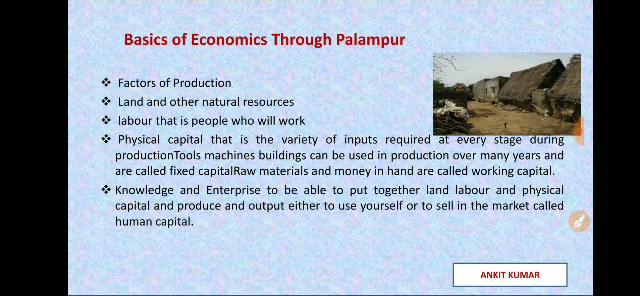 Basics of Economics Through Palampur
❖ Factors of Production
❖ Land and other natural resources
❖ labour that is people who will work
❖ Physical capital that is the variety of inputs required at every stage during
productionTools machines buildings can be used in production over many years and
are called fixed capitalRaw materials and money in hand are called working capital.
❖ Knowledge and Enterprise to be able to put together land labour and physical
capital and produce and output either to use yourself or to sell in the market called
human capital.
ANKIT KUMAR